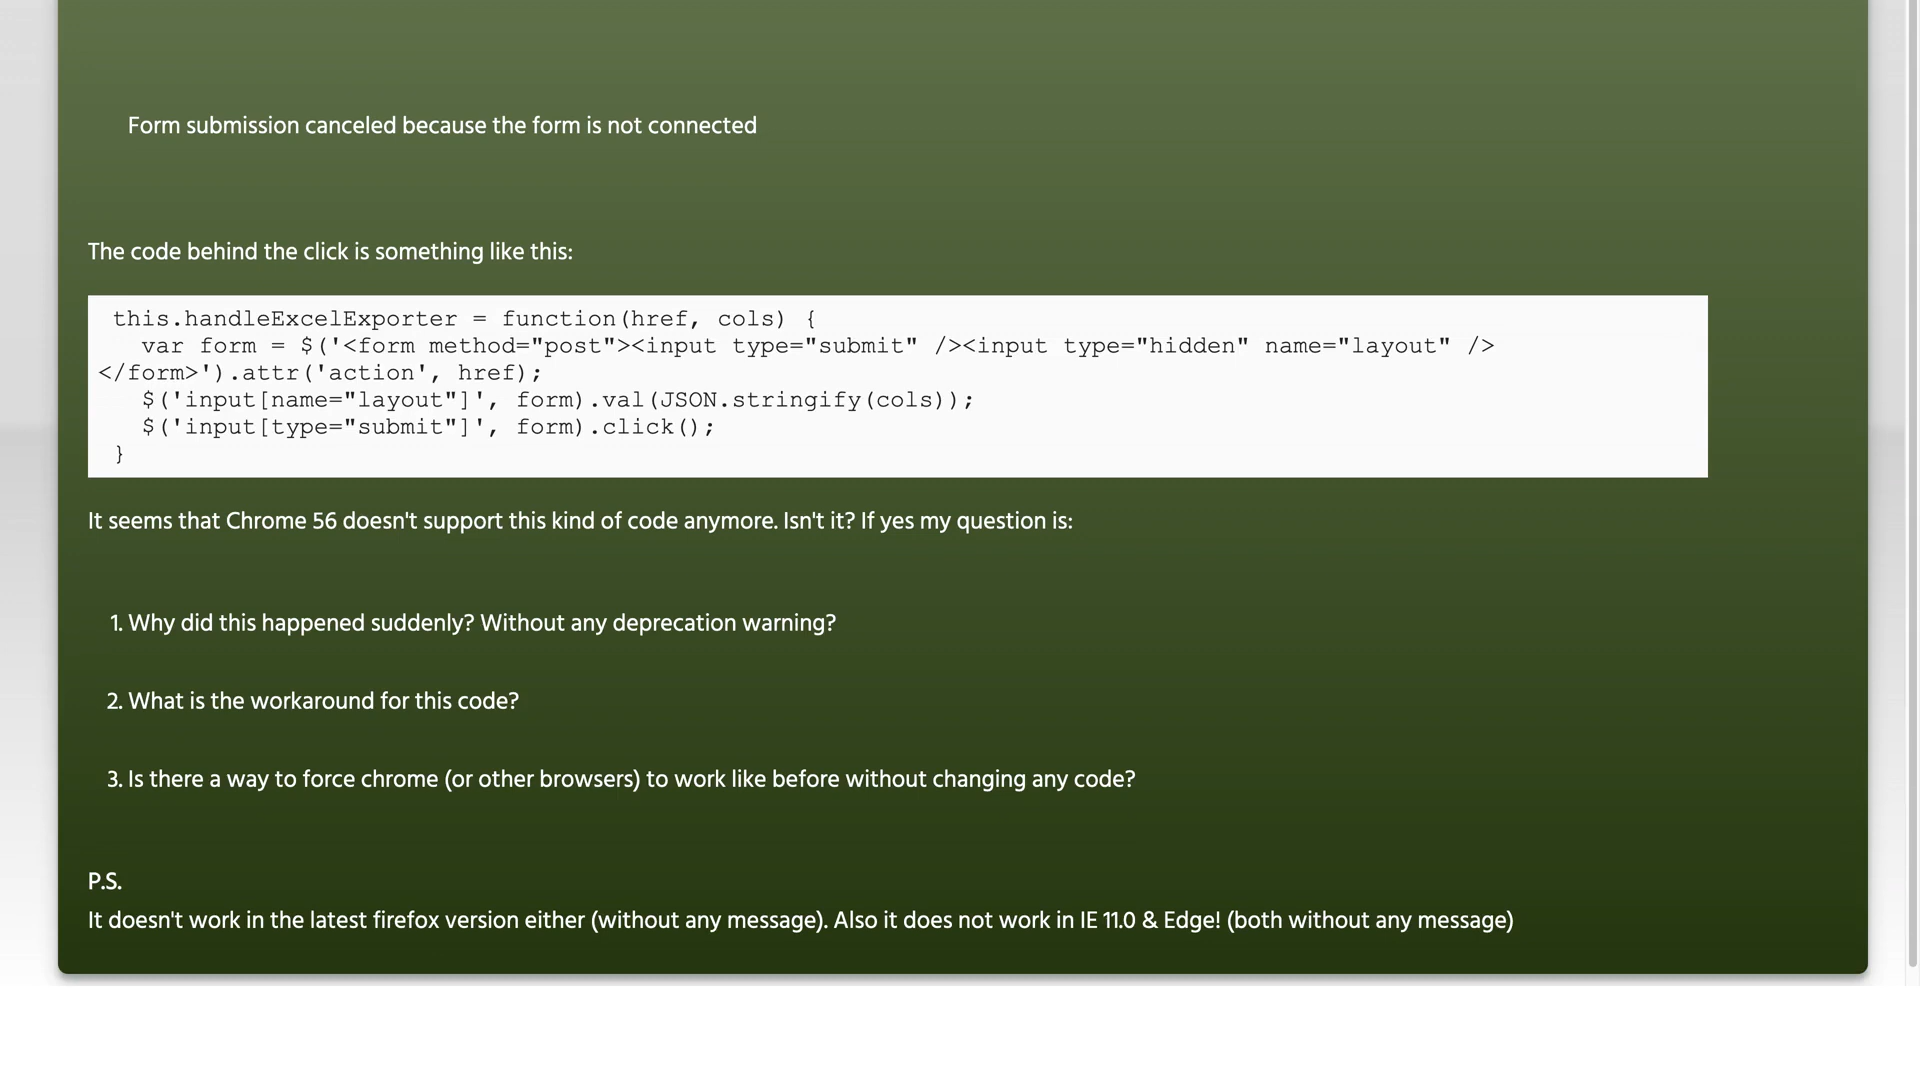 Form submission canceled because the form is not connected
The code behind the click is something like this:
this.handleExcelExporter = function(href, cols) {
var form = $('<form method="post"><input type="submit" /><input type="hidden" name="layout" />
</form>').attr('action', href);
$('input[name="layout"]', form).val(JSON.stringify(cols));
$('input[type="submit"]', form).click();
}
It seems that Chrome 56 doesn't support this kind of code anymore. Isn't it? If yes my question is:
1. Why did this happened suddenly? Without any deprecation warning?
2. What is the workaround for this code?
3. Is there a way to force chrome (or other browsers) to work like before without changing any code?
P.S.
It doesn't work in the latest firefox version either (without any message). Also it does not work in IE 11.0 & Edge! (both without any message)